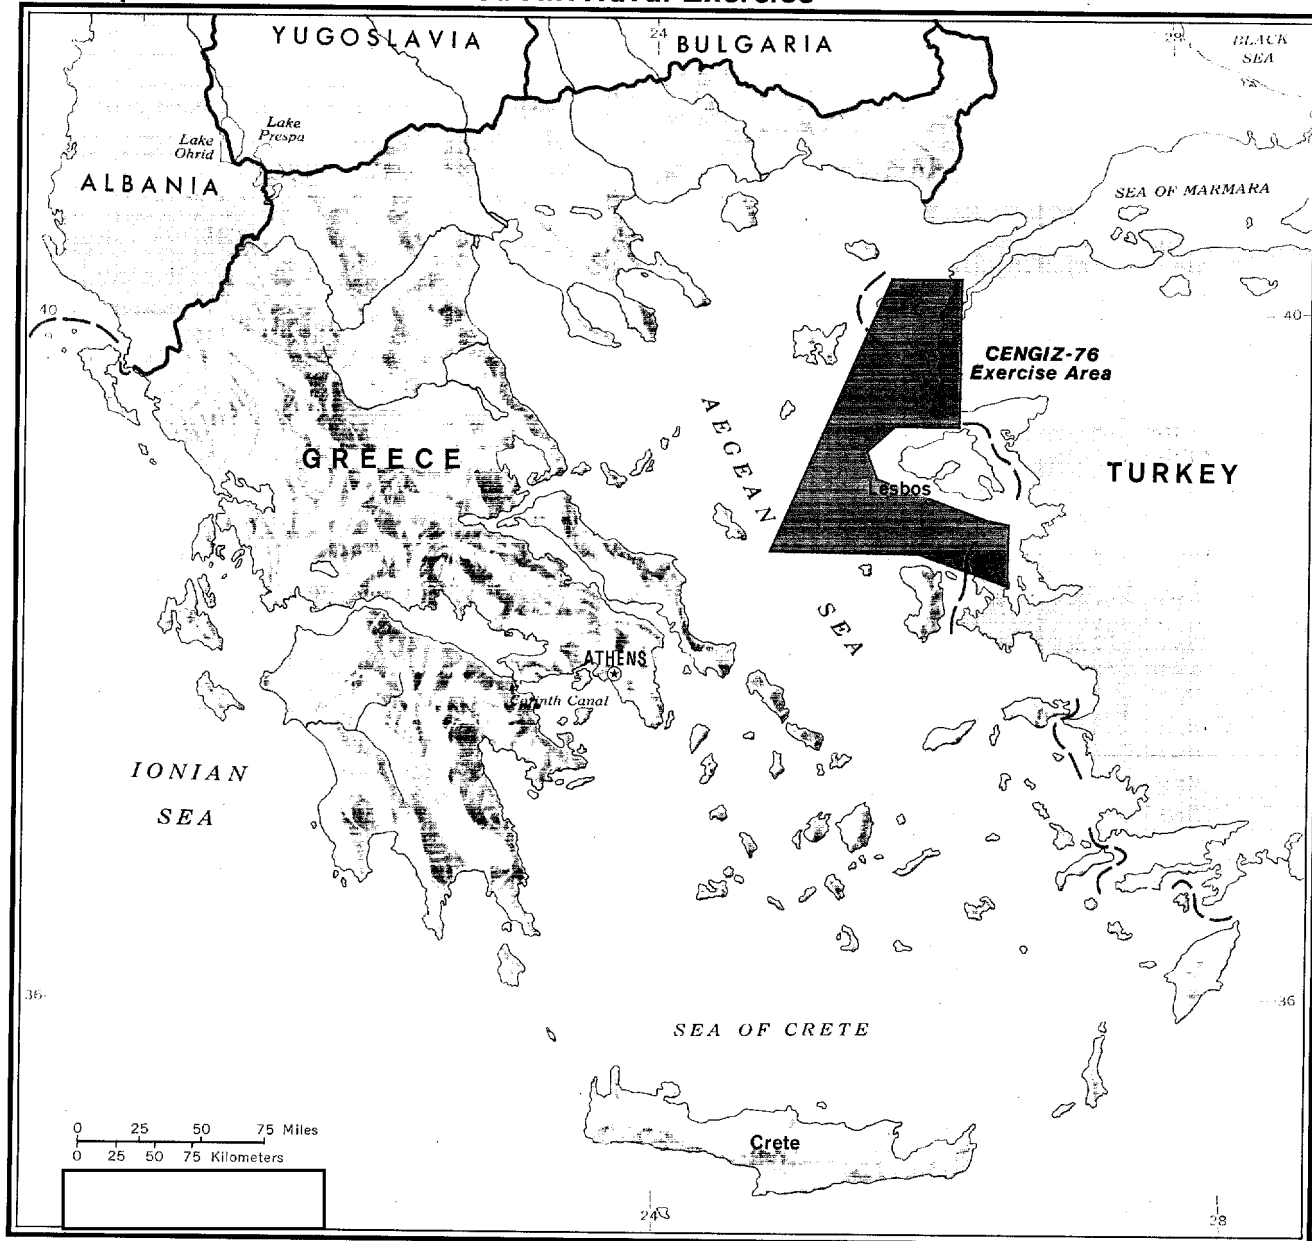 Naval Exercise
YUGOSLAVIA
24
BULGARIA
28
BLACK
SEA
Lake
Ohrid
Lake
Prespa
ALBANIA
SEA OF MARMARA
40
40
CENGIZ-76
Exercise Area
AEGEAN
SEA
GREECE
TURKEY
Lesbos
ATHENS
Corinth Canal
IONIAN
SEA
36
36
SEA OF CRETE
0 25 50 75 Miles
0 25 50 75 Kilometers
Crete
24
28